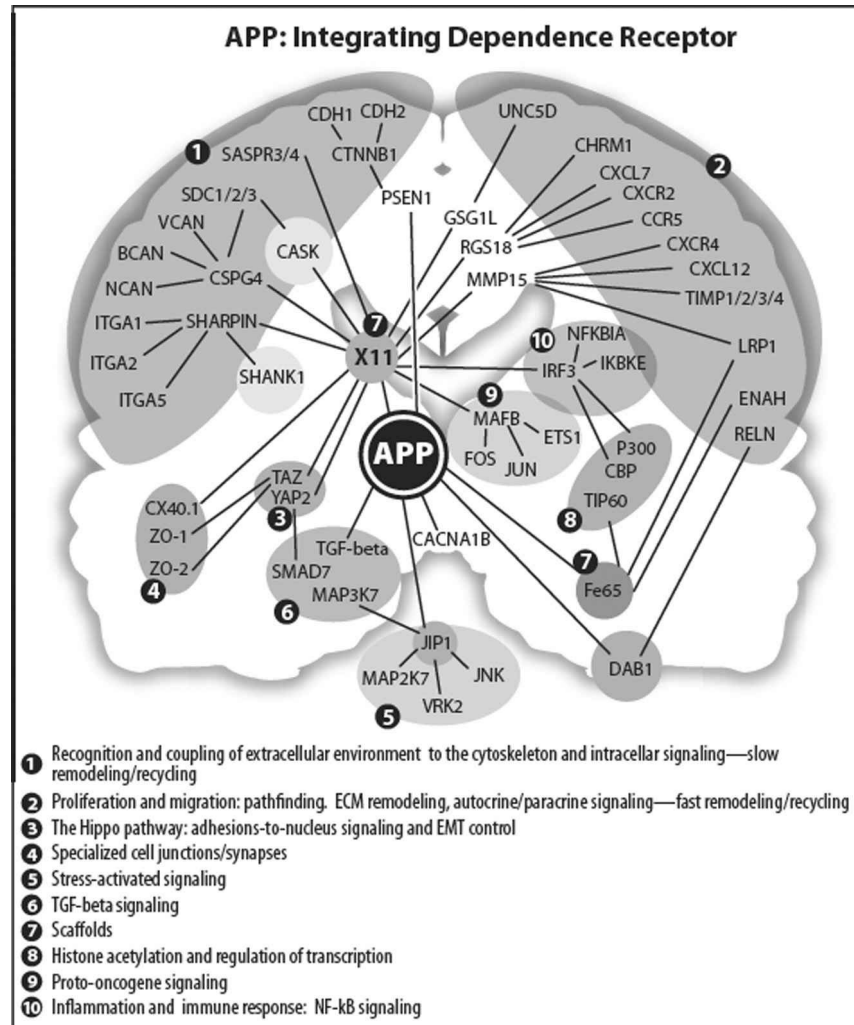 APP: Integrating Dependence Receptor
CDH1
CDH2
UNC5D
1
SASPR3/4
CTNNB1
CHRM1
2
CXCL7
SDC1/2/3
PSEN1
CXCR2
VCAN
GSG1L
CCR5
BCAN
CASK
RGS18
CXCR4
NCAN
CSPG4
MMP15
CXCL12
TIMP1/2/3/4
ITGA1
SHARPIN
7
10
NFKBIA
LRP1
ITGA2
X11
IRF3
IKBKE
SHANK1
9
ENAH
ITGA5
MAFB
ETS1
RELN
APP
FOS
JUN
P300
CBP
TAZ
YAP2
TIP60
CX40.1
3
8
ZO-1
TGF-beta
CACNA1B
7
ZO-2
SMAD7
Fe65
4
6
MAP3K7
JIP1
DAB1
MAP2K7
JNK
5
VRK2
1 Recognition and coupling of extracellular environment to the cytoskeleton and intracellar signaling—slow
remodeling/recycling
2 Proliferation and migration: pathfinding. ECM remodeling, autocrine/paracrine signaling—fast remodeling/recycling
3 The Hippo pathway: adhesions-to-nucleus signaling and EMT control
4 Specialized cell junctions/synapses
5 Stress-activated signaling
6 TGF-beta signaling
7 Scaffolds
8 Histone acetylation and regulation of transcription
9 Proto-oncogene signaling
10 Inflammation and immune response: NF-kB signaling